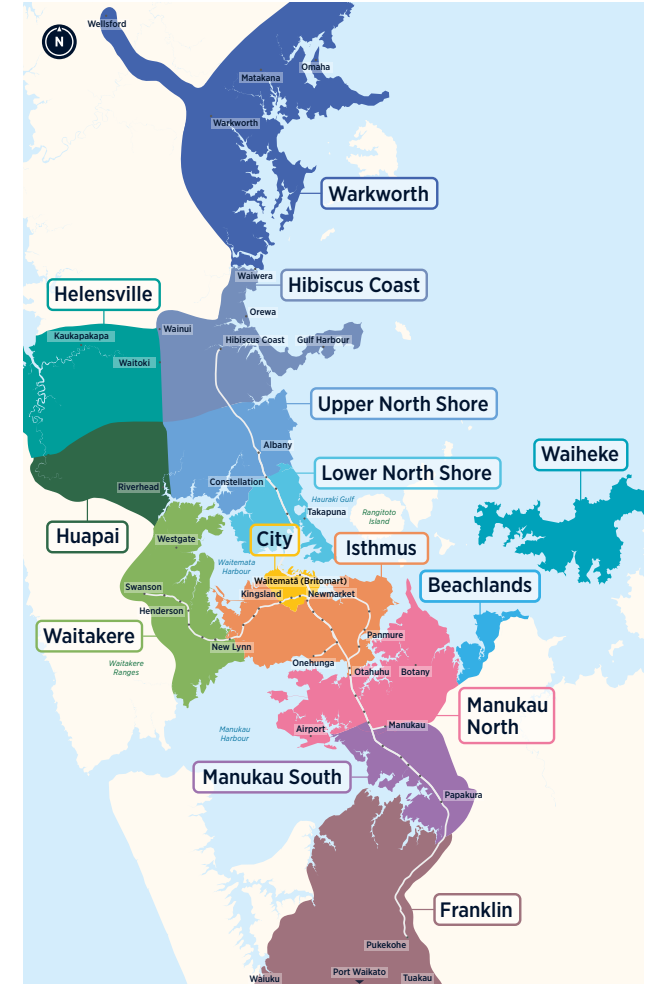 Wellsford
N
Omaha
Matakana
Warkworth
Warkworth
Waiwera
Hibiscus Coast
Helensville
Orewa
Wainui
Kaukapakapa
Hibiscus Coast
Gulf Harbour
Waitoki
Upper North Shore
Albany
Waiheke
Lower North Shore
Constellation
Riverhead
Hauraki Gulf
Takapuna
Rangitoto
Island
Huapai
Westgate
City
Isthmus
Waitemata
Harbour
Waitematā (Britomart)
Beachlands
Swanson
Kingsland
Newmarket
Henderson
Waitakere
Panmure
New Lynn
Onehunga
Waitakere
Ranges
Otahuhu
Botany
Manukau
North
Manukau
Airport
Manukau
Harbour
Manukau South
Papakura
Franklin
Pukekohe
Port Waikato
Waiuku
Tuakau